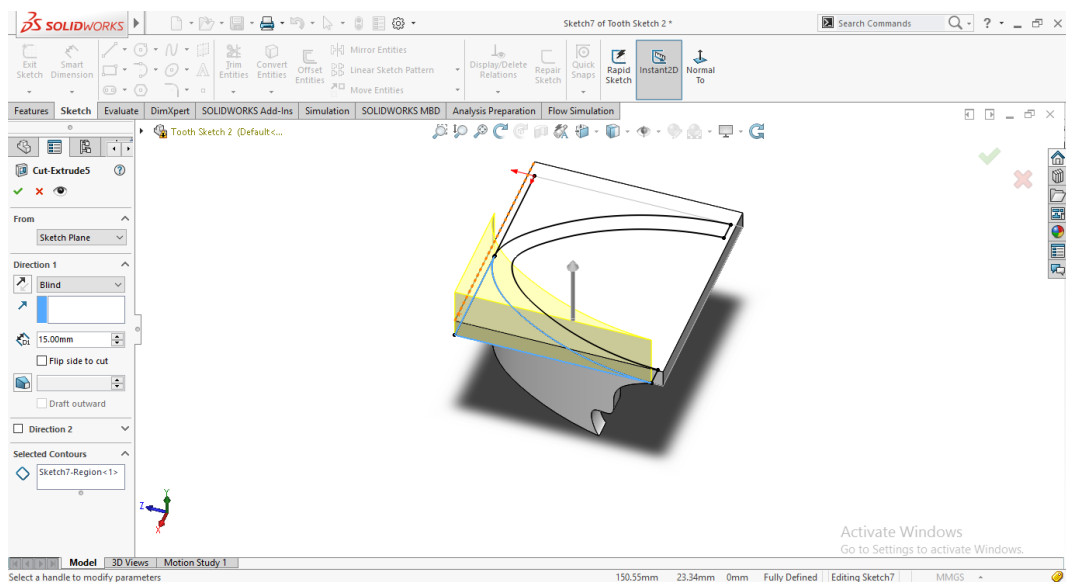 SOLIDWORKS
Sketch7 of Tooth Sketch 2 *
Search Commands
?
Exit Sketch
Smart Dimension
Trim Entities
Convert Entities
Offset Entities
Mirror Entities
Linear Sketch Pattern
Move Entities
Display/Delete Relations
Repair Sketch
Quick Snaps
Rapid Sketch
Instant2D
Normal To
Features Sketch Evaluate DimXpert SOLIDWORKS Add-Ins Simulation SOLIDWORKS MBD Analysis Preparation Flow Simulation
Tooth Sketch 2 (Default<...
Cut-Extrude5
From
Sketch Plane
Direction 1
Blind
D1 15.00mm
Flip side to cut
Draft outward
Direction 2
Selected Contours
Sketch7-Region<1>
Y
Z
X
Activate Windows
Go to Settings to activate Windows.
Model 3D Views Motion Study 1
Select a handle to modify parameters
150.55mm 23.34mm 0mm Fully Defined Editing Sketch7 MMGS